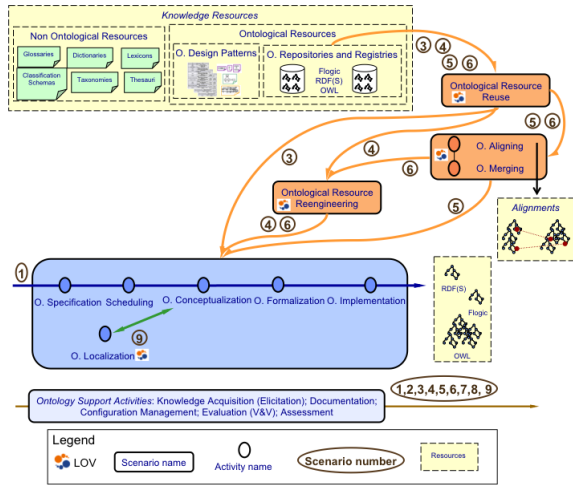 Knowledge Resources
Non Ontological Resources
Glossaries
Dictionaries
Lexicons
Classification
Schemes
Taxonomies
Thesauri
Ontological Resources
O. Design Patterns
O. Repositories and Registries
Flogic
RDF(S)
OWL
3 4
5 6
Ontological Resource
Reuse
5 6
O. Aligning
O. Merging
3
4
6
5
Ontological Resource
Reengineering
4 6
Alignments
1
O. Specification
Scheduling
O. Conceptualization
O. Formalization
O. Implementation
9
O. Localization
RDF(S)
Flogic
OWL
1,2,3,4,5,6,7,8, 9
Ontology Support Activities: Knowledge Acquisition (Elicitation); Documentation;
Configuration Management; Evaluation (V&V); Assessment
Legend
LOV
Scenario name
Activity name
Scenario number
Resources